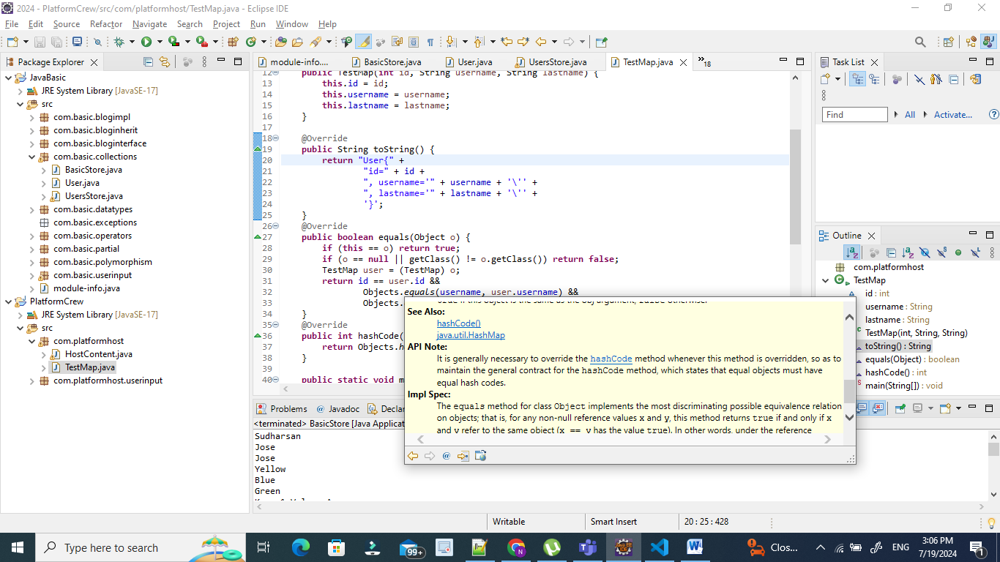 2024 - PlatformCrew/src/com/platformhost/TestMap.java - Eclipse IDE
File Edit Source Refactor Navigate Search Project Run Window Help
Package Explorer
JavaBasic
JRE System Library [JavaSE-17]
src
com.basic.blogimpl
com.basic.bloginherit
com.basic.bloginterface
com.basic.collections
BasicStore.java
User.java
UsersStore.java
com.basic.datatypes
com.basic.exceptions
com.basic.operators
com.basic.partial
com.basic.polymorphism
com.basic.userinput
module-info.java
PlatformCrew
JRE System Library [JavaSE-17]
src
com.platformhost
HostContent.java
TestMap.java
com.platformhost.userinput
module-info.... BasicStore.java User.java UsersStore.java TestMap.java »18
12 public TestMap(int id, String username, String lastname) {
13 this.id = id;
14 this.username = username;
15 this.lastname = lastname;
16 }
17
18 @Override
19 public String toString() {
20 return "User{" +
21 "id=" + id +
22 ", username='" + username + '\'' +
23 ", lastname='" + lastname + '\'' +
24 '}';
25 }
26 @Override
27 public boolean equals(Object o) {
28 if (this == o) return true;
29 if (o == null || getClass() != o.getClass()) return false;
30 TestMap user = (TestMap) o;
31 return id == user.id &&
32 Objects.equals(username, user.username) &&
33 Objects.
34 }
35 @Override
36 public int hashCode(
37 return Objects.h
38 }
39
40 public static void m
true if this object is the same as the obj argument; false otherwise.
See Also:
hashCode()
java.util.HashMap
API Note:
It is generally necessary to override the hashCode method whenever this method is overridden, so as to
maintain the general contract for the hashCode method, which states that equal objects must have
equal hash codes.
Impl Spec:
The equals method for class Object implements the most discriminating possible equivalence relation
on objects; that is, for any non-null reference values x and y, this method returns true if and only if x
and y refer to the same object (x == y has the value true). In other words, under the reference
Problems @ Javadoc Declar
<terminated> BasicStore [Java Applicat
Sudharsan
Jose
Jose
Yellow
Blue
Green
Task List
Find All Activate...
Outline
com.platformhost
TestMap
id : int
username : String
lastname : String
TestMap(int, String, String)
toString() : String
equals(Object) : boolean
hashCode() : int
main(String[]) : void
Writable Smart Insert 20 : 25 : 428
Type here to search 99+ Clos... ENG 3:06 PM
7/19/2024 1